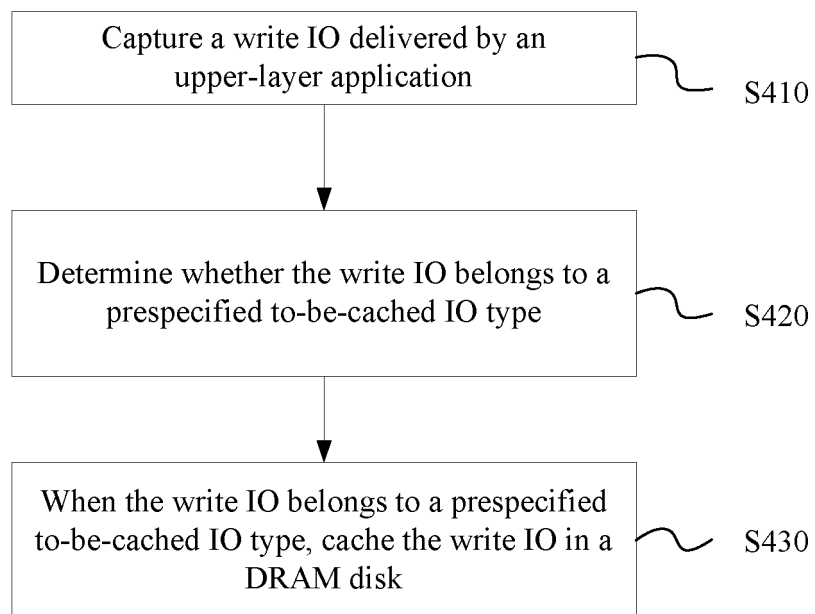 Capture a write IO delivered by an
upper-layer application
S410
Determine whether the write IO belongs to a
prespecified to-be-cached IO type
S420
When the write IO belongs to a prespecified
to-be-cached IO type, cache the write IO in a
DRAM disk
S430